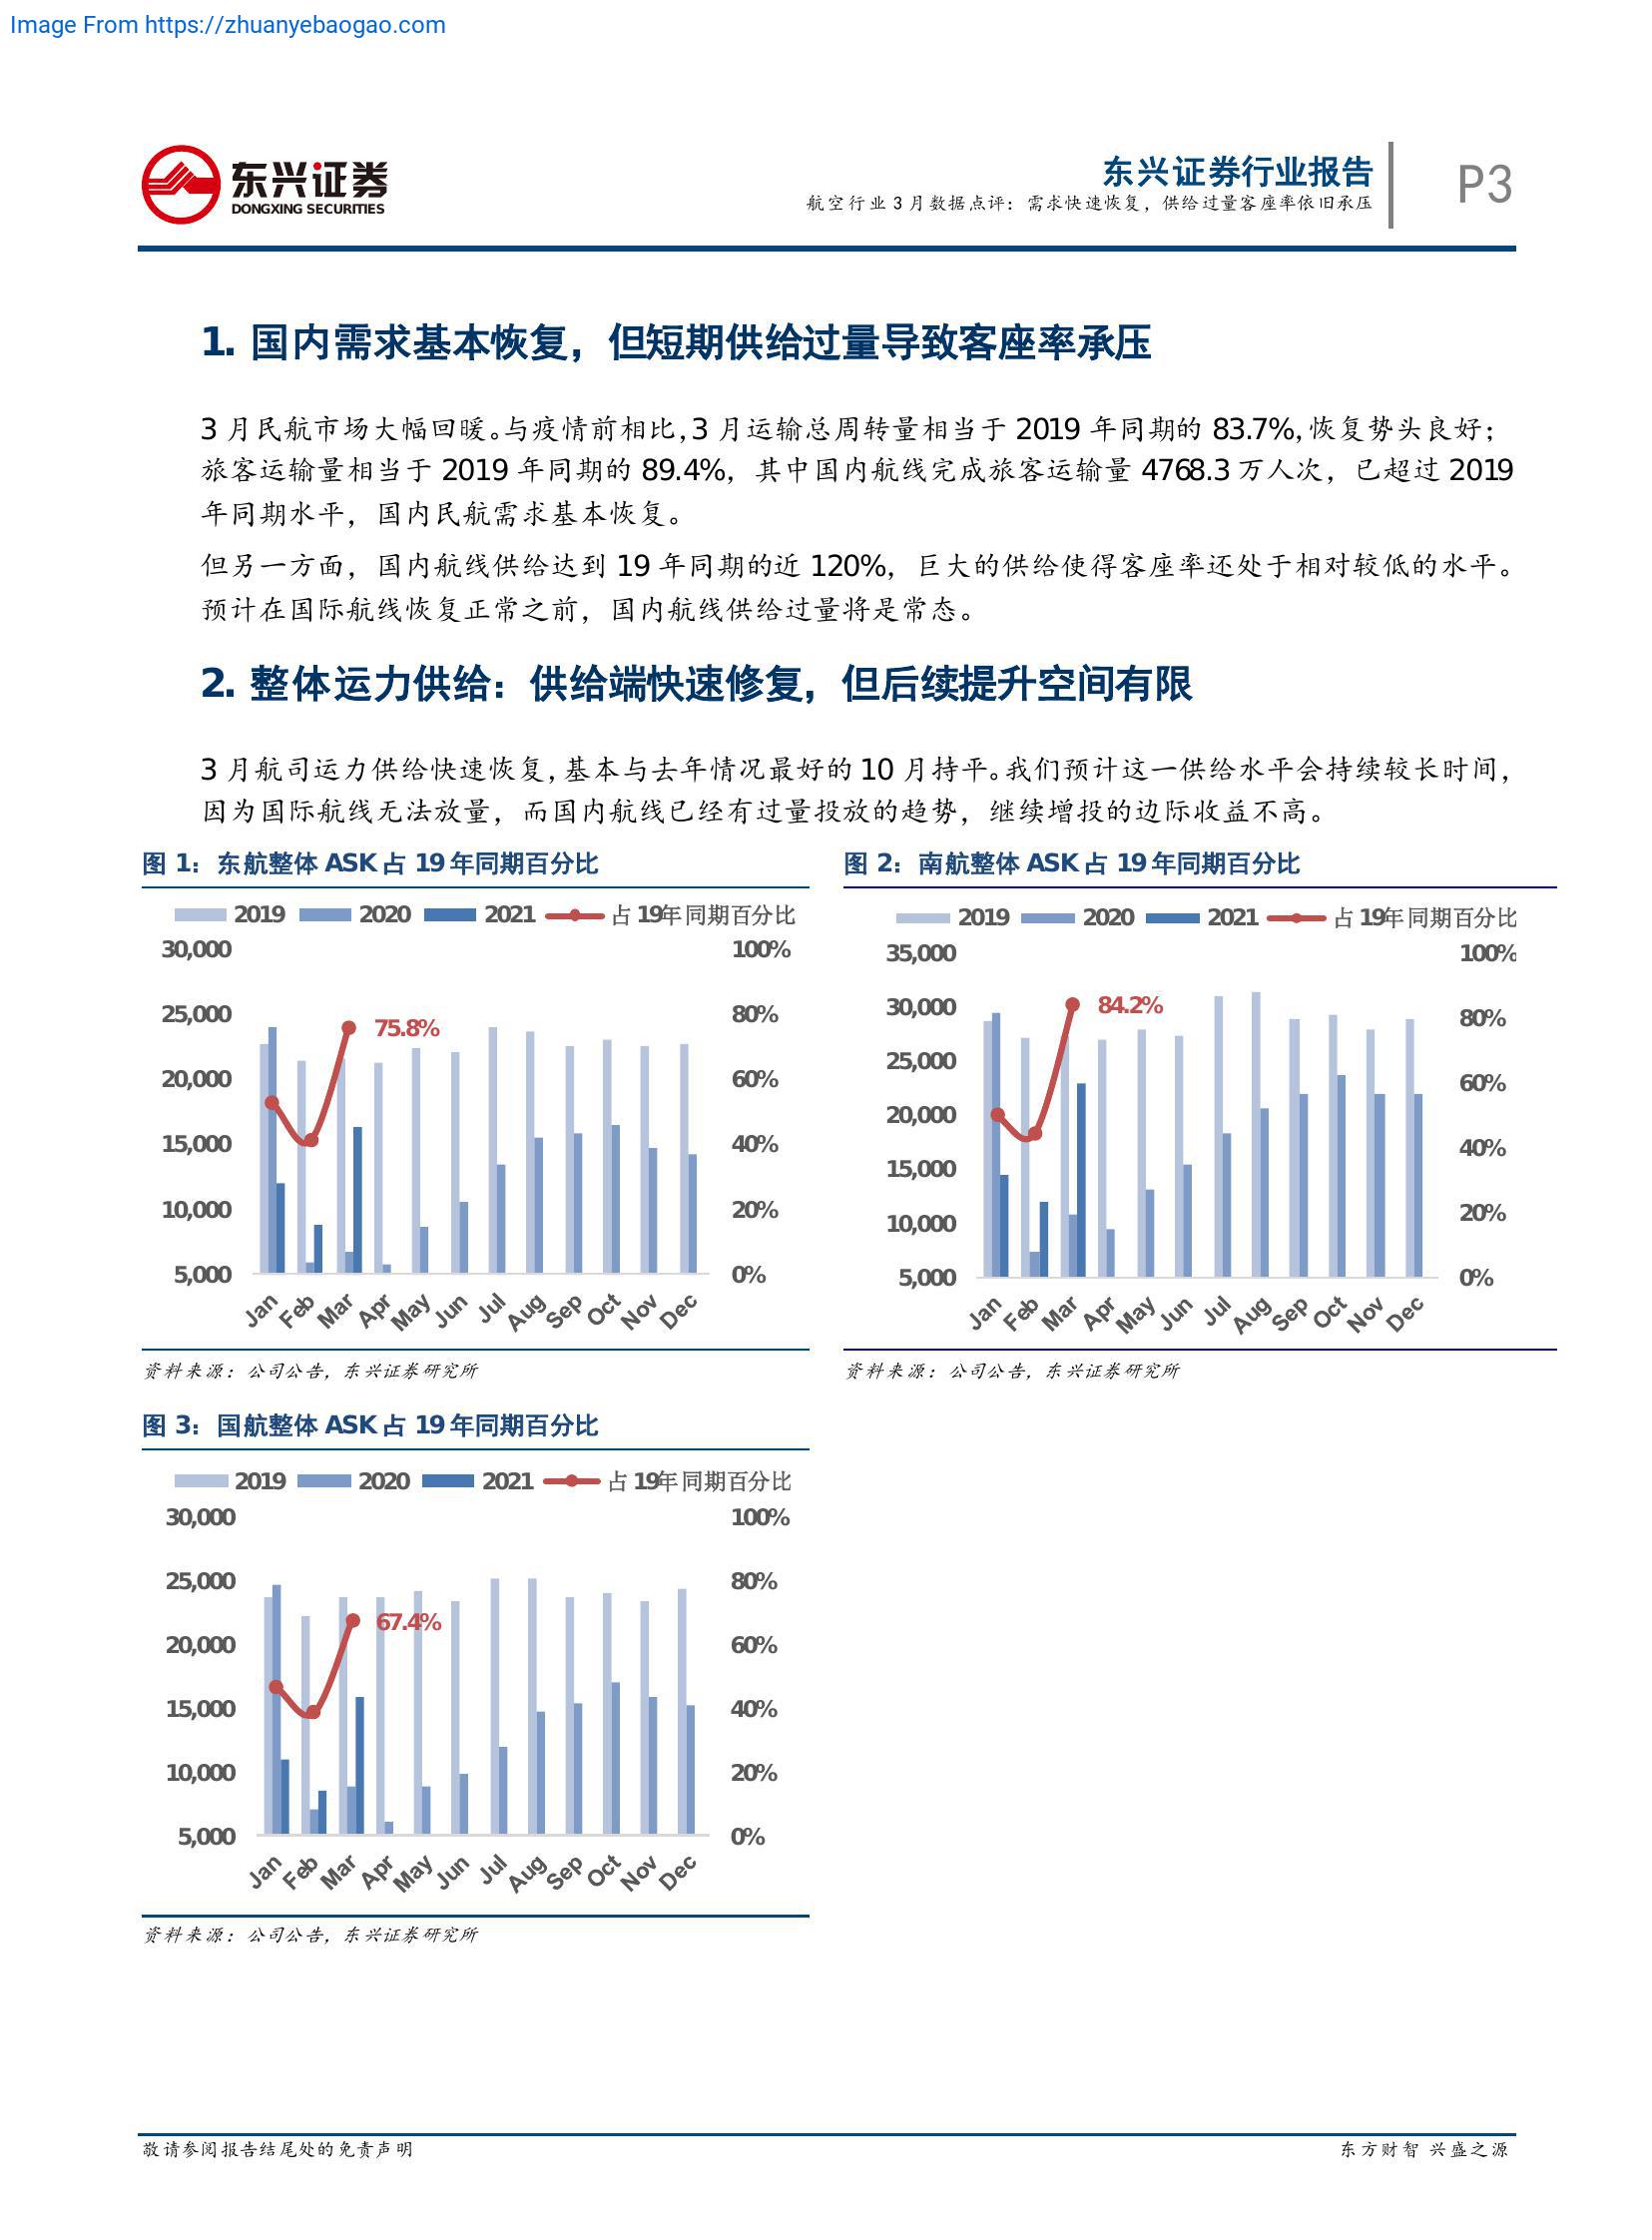 Image From https://zhuanyebaogao.com
东兴证券
DONGXING SECURITIES
东兴证券行业报告
航空行业 3 月数据点评：需求快速恢复，供给过量客座率依旧承压
P3
1. 国内需求基本恢复，但短期供给过量导致客座率承压
3 月民航市场大幅回暖。与疫情前相比，3 月运输总周转量相当于 2019 年同期的 83.7%，恢复势头良好；
旅客运输量相当于 2019 年同期的 89.4%，其中国内航线完成旅客运输量 4768.3 万人次，已超过 2019
年同期水平，国内民航需求基本恢复。
但另一方面，国内航线供给达到 19 年同期的近 120%，巨大的供给使得客座率还处于相对较低的水平。
预计在国际航线恢复正常之前，国内航线供给过量将是常态。
2. 整体运力供给：供给端快速修复，但后续提升空间有限
3 月航司运力供给快速恢复，基本与去年情况最好的 10 月持平。我们预计这一供给水平会持续较长时间，
因为国际航线无法放量，而国内航线已经有过量投放的趋势，继续增投的边际收益不高。
图 1：东航整体 ASK 占 19 年同期百分比
2019 2020 2021 占 19年同期百分比
30,000 100%
25,000 80%
75.8%
20,000 60%
15,000 40%
10,000 20%
5,000 0%
Jan Feb Mar Apr May Jun Jul Aug Sep Oct Nov Dec
资料来源：公司公告，东兴证券研究所
图 2：南航整体 ASK 占 19 年同期百分比
2019 2020 2021 占 19年同期百分比
35,000 100%
30,000 80%
84.2%
25,000 60%
20,000 40%
15,000 20%
10,000 0%
5,000
Jan Feb Mar Apr May Jun Jul Aug Sep Oct Nov Dec
资料来源：公司公告，东兴证券研究所
图 3：国航整体 ASK 占 19 年同期百分比
2019 2020 2021 占 19年同期百分比
30,000 100%
25,000 80%
67.4%
20,000 60%
15,000 40%
10,000 20%
5,000 0%
Jan Feb Mar Apr May Jun Jul Aug Sep Oct Nov Dec
资料来源：公司公告，东兴证券研究所
敬请参阅报告结尾处的免责声明
东方财智 兴盛之源